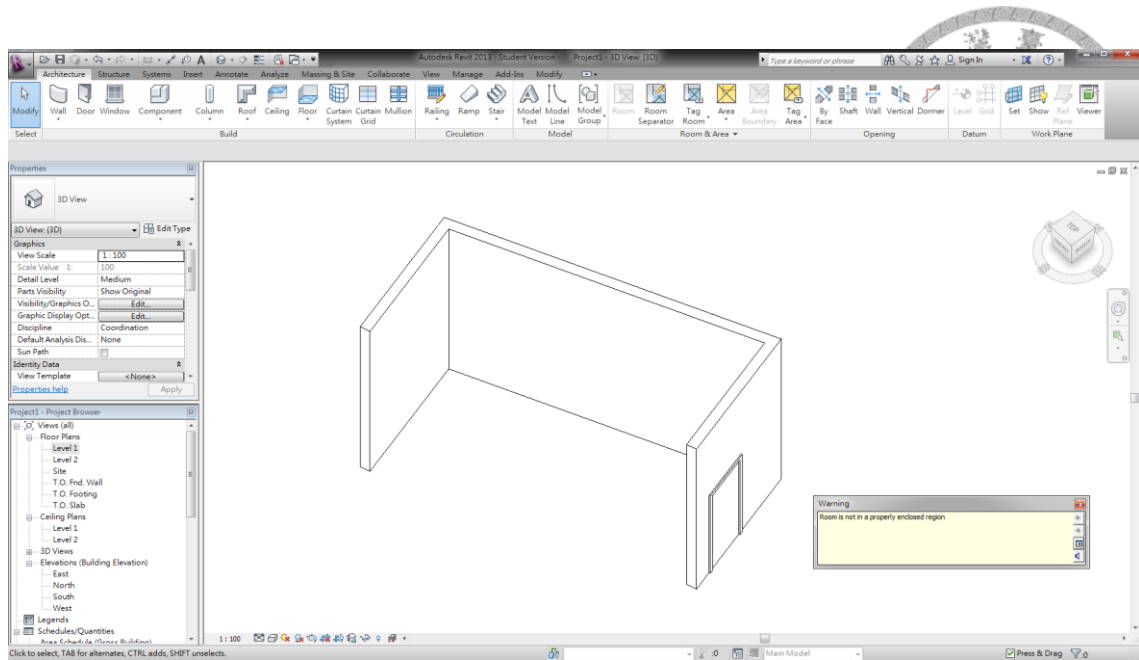 Autodesk Revit 2013 - Student Version - Project1 - 3D View: {3D}
Type a keyword or phrase
Sign In
Architecture Structure Systems Insert Annotate Analyze Massing & Site Collaborate View Manage Add-Ins Modify
Modify Wall Door Window Component Column Roof Ceiling Floor Curtain System Curtain Grid Mullion Railing Ramp Stair Model Text Model Line Model Group Room Room Separator Tag Room Area Area Boundary Tag Area By Face Shaft Wall Vertical Dormer Level Grid Set Show Ref Plane Viewer
Select Build Circulation Model Room & Area Opening Datum Work Plane
Properties
3D View
3D View: {3D} Edit Type
Graphics
View Scale 1 : 100
Scale Value 1: 100
Detail Level Medium
Parts Visibility Show Original
Visibility/Graphics O... Edit...
Graphic Display Opt... Edit...
Discipline Coordination
Default Analysis Dis... None
Sun Path
Identity Data
View Template <None>
Properties help Apply
Project1 - Project Browser
Views (all)
Floor Plans
Level 1
Level 2
Site
T.O. Fnd. Wall
T.O. Footing
T.O. Slab
Ceiling Plans
Level 1
Level 2
3D Views
Elevations (Building Elevation)
East
North
South
West
Legends
Schedules/Quantities
Area Schedule (Gross Building)
TOP
Warning
Room is not in a properly enclosed region
1 : 100
Click to select, TAB for alternates, CTRL adds, SHIFT unselects.
:0
Main Model
Press & Drag
:0